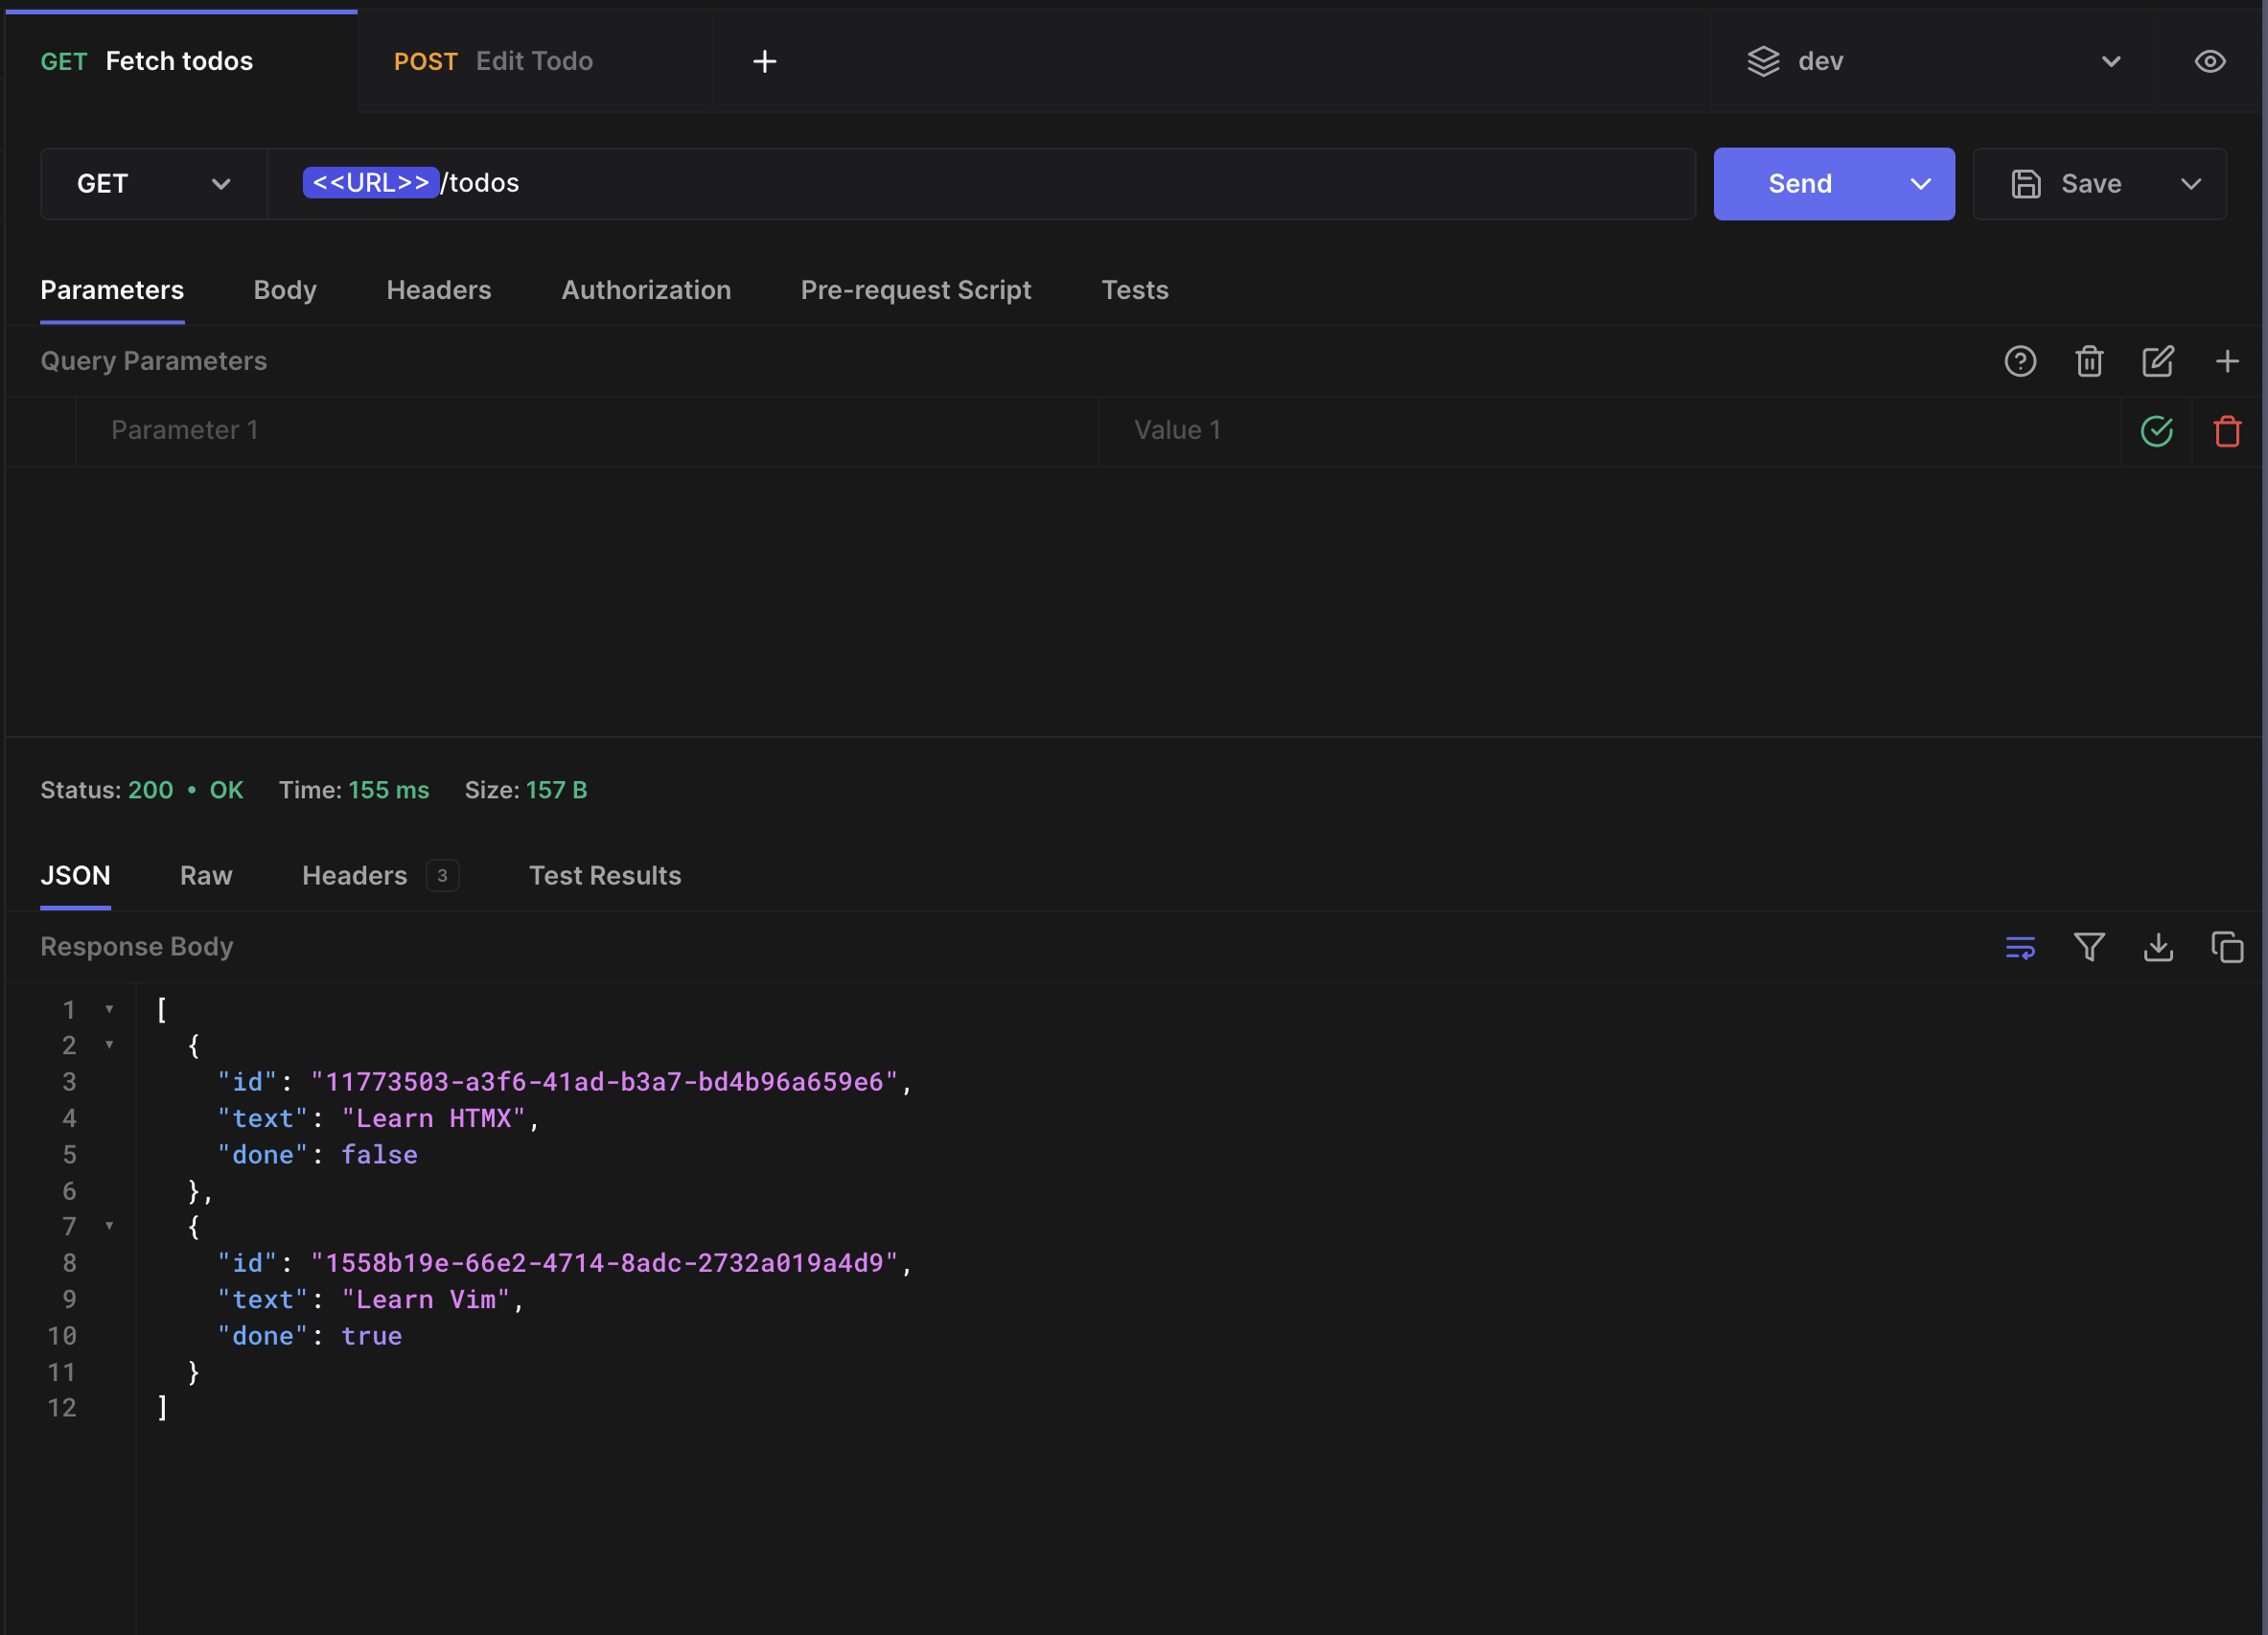 GET Fetch todos POST Edit Todo dev
GET <<URL>>/todos Send Save
Parameters Body Headers Authorization Pre-request Script Tests
Query Parameters
Parameter 1 Value 1
Status: 200 • OK Time: 155 ms Size: 157 B
JSON Raw Headers 3 Test Results
Response Body
1 [
2 {
3 "id": "11773503-a3f6-41ad-b3a7-bd4b96a659e6",
4 "text": "Learn HTMX",
5 "done": false
6 },
7 {
8 "id": "1558b19e-66e2-4714-8adc-2732a019a4d9",
9 "text": "Learn Vim",
10 "done": true
11 }
12 ]